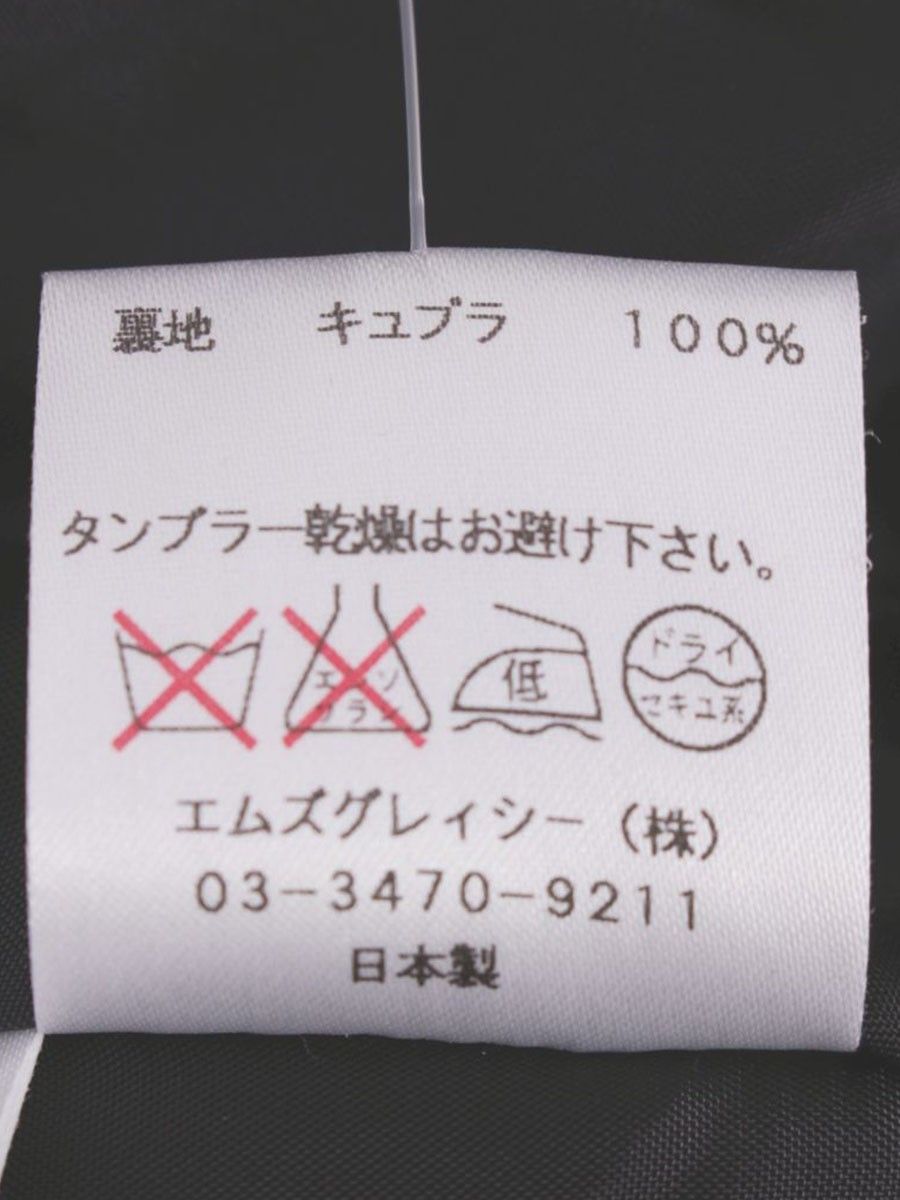 裏地 キュプラ 100%
タンブラー乾燥はお避け下さい。
エンソ
サラシ
低
ドライ
セキユ系
エムズグレイシー(株)
03-3470-9211
日本製